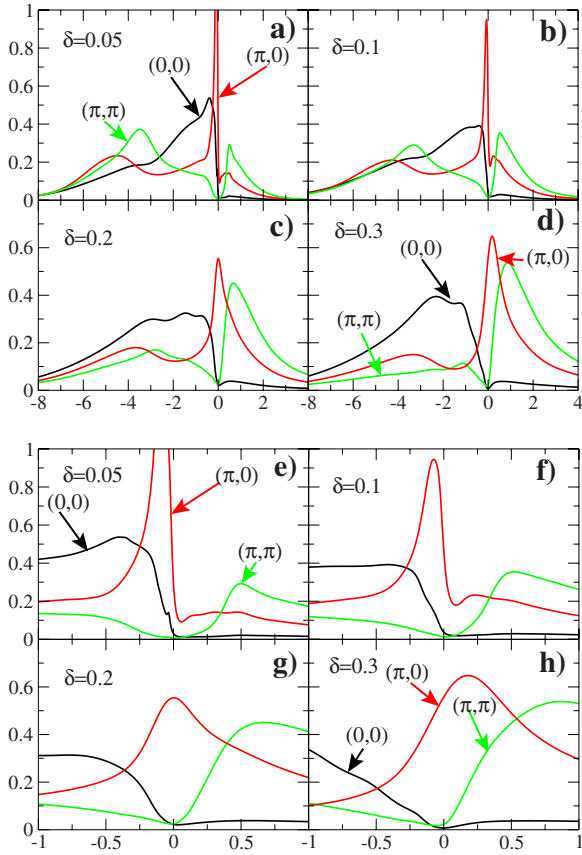 1 δ=0.05 a) δ=0.1 b)
0.8 (0,0)
0.6 (π,0)
(π,π)
0.4
0.2
0
δ=0.2 c) δ=0.3 d)
0.6 (0,0) (π,0)
0.4
0.2 (π,π)
0
-8 -6 -4 -2 0 2 -8 -6 -4 -2 0 2 4
1 δ=0.05 e) δ=0.1 f)
0.8 (π,0)
(0,0)
0.6
0.4 (π,π)
0.2
0
δ=0.2 g) δ=0.3 h)
(π,0)
0.6 (π,π)
0.4 (0,0)
0.2
0
-1 -0.5 0 0.5 -1 -0.5 0 0.5 1